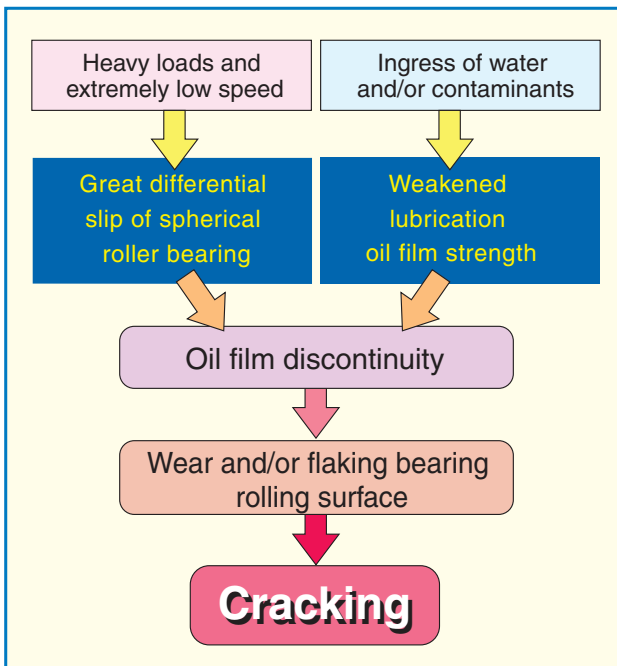 Heavy loads and
extremely low speed
Ingress of water
and/or contaminants
Great differential
slip of spherical
roller bearing
Weakened
lubrication
oil film strength
Oil film discontinuity
Wear and/or flaking bearing
rolling surface
Cracking